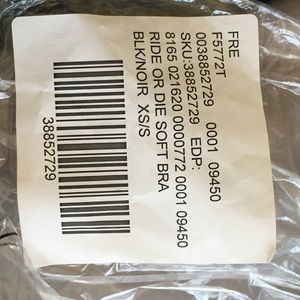 FRE
F5772T
0038852729 0001 09450
SKU:38852729 EDP:
8165 021620 0000772 0001 09450
RIDE OR DIE SOFT BRA
BLK/NOIR XS/S
38852729